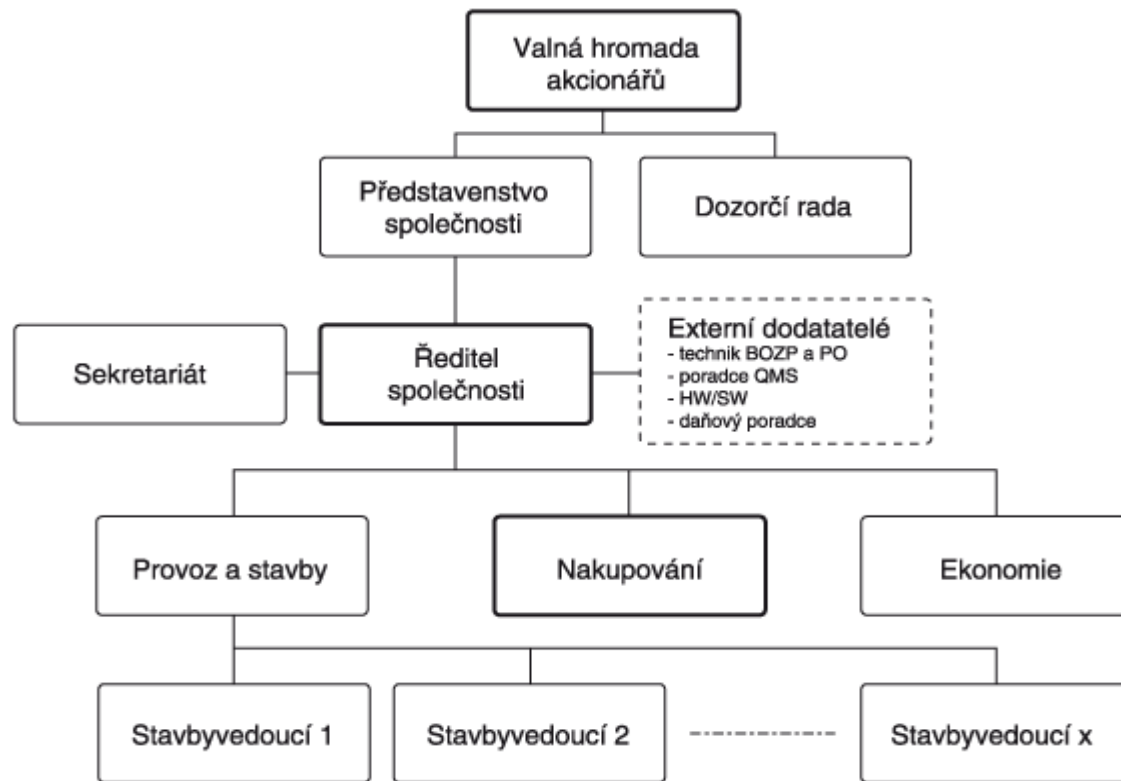 Valná hromada
akcionářů
Představenstvo
společnosti
Dozorčí rada
Sekretariát
Ředitel
společnosti
Externí dodatatelé
- technik BOZP a PO
- poradce QMS
- HW/SW
- daňový poradce
Provoz a stavby
Nakupování
Ekonomie
Stavbyvedoucí 1
Stavbyvedoucí 2
Stavbyvedoucí x